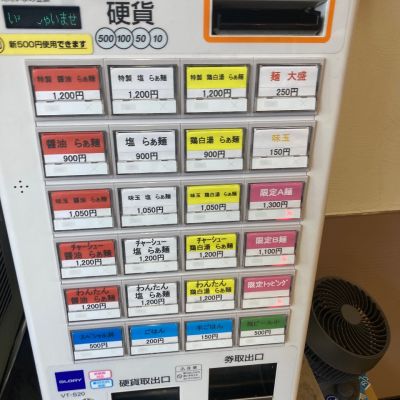 い　　しゃいませ
硬貨
新500円使用できます
500 100 50 10
特製 醤油 らぁ麺
1,200円
特製 塩 らぁ麺
1,200円
特製 鶏白湯 らぁ麺
1,200円
麺 大盛
250円
醤油 らぁ麺
900円
塩 らぁ麺
900円
鶏白湯 らぁ麺
900円
味玉
150円
味玉 醤油 らぁ麺
1,050円
味玉 塩 らぁ麺
1,050円
味玉 鶏白湯 らぁ麺
1,050円
限定A麺
1,300円
チャーシュー
醤油 らぁ麺
1,200円
チャーシュー
塩 らぁ麺
1,200円
チャーシュー
鶏白湯 らぁ麺
1,200円
限定B麺
1,100円
わんたん
醤油 らぁ麺
1,200円
わんたん
塩 らぁ麺
1,200円
わんたん
鶏白湯 らぁ麺
1,200円
限定トッピング
500円
ごはん
200円
150円
500円
GLORY
VT-S20
硬貨取出口
券取出口